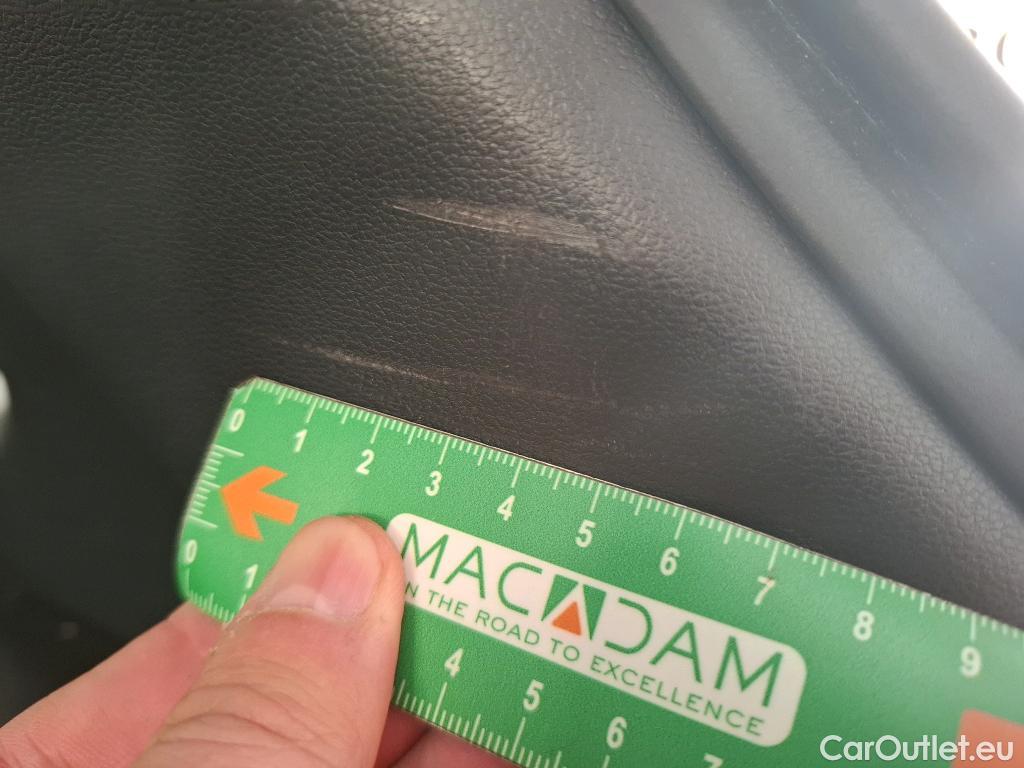 0 1 2 3 4 5 6 7 8 9
MACADAM
N THE ROAD TO EXCELLENCE
0 1 4 5 6 7
CarOutlet.eu